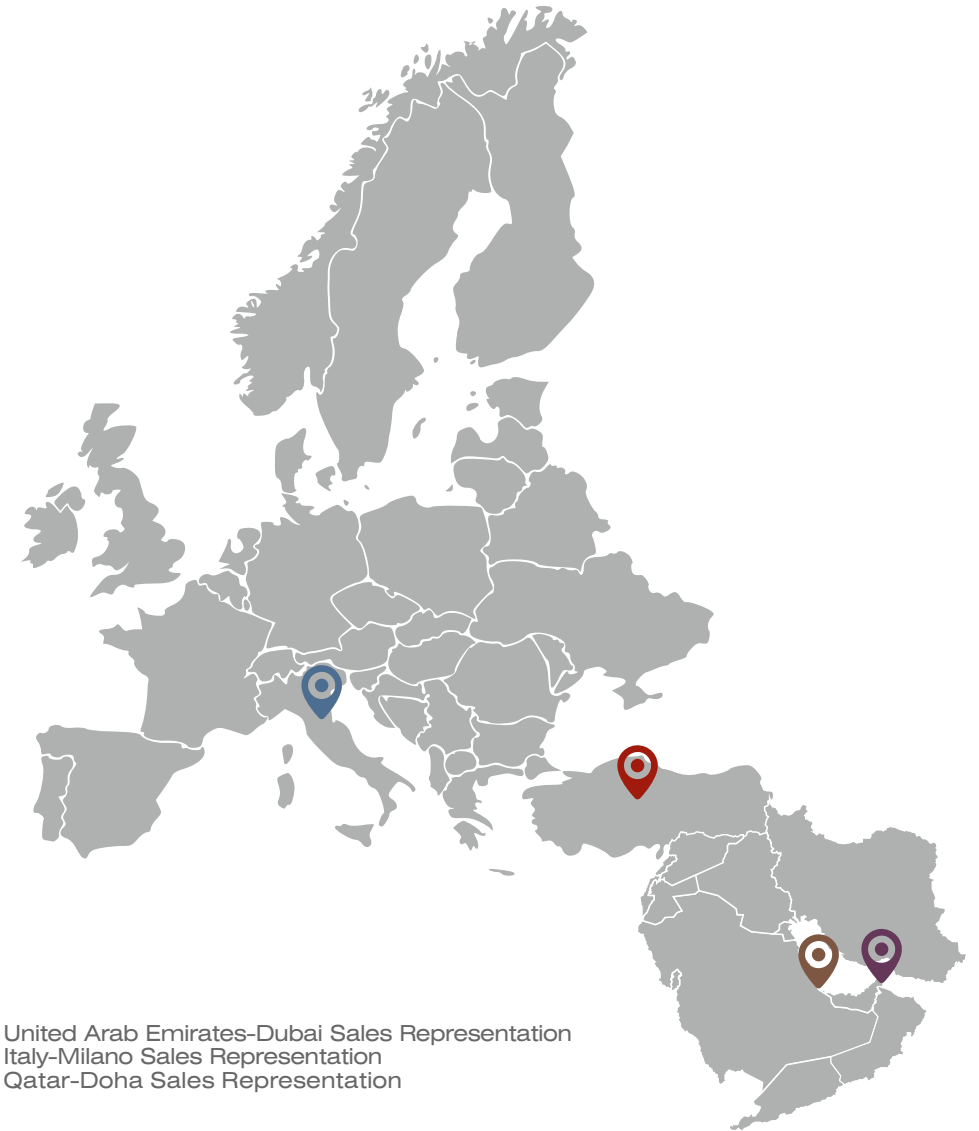 United Arab Emirates-Dubai Sales Representation
Italy-Milano Sales Representation
Qatar-Doha Sales Representation